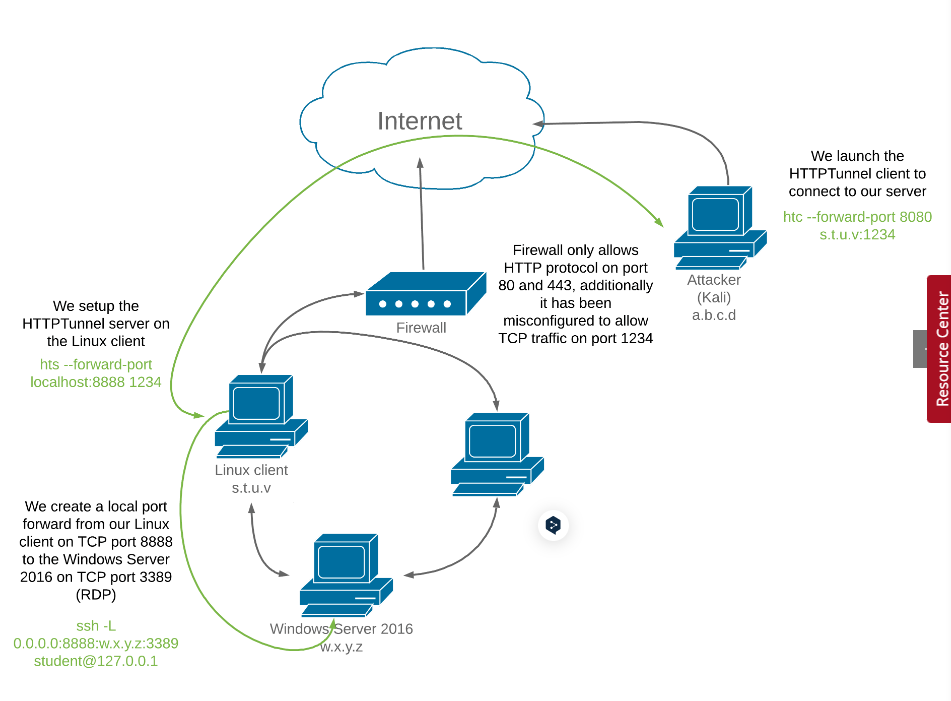 Internet
We launch the
HTTPTunnel client to
connect to our server
htc --forward-port 8080
s.t.u.v:1234
Attacker
(Kali)
a.b.c.d
Firewall only allows
HTTP protocol on port
80 and 443, additionally
it has been
misconfigured to allow
TCP traffic on port 1234
Firewall
We setup the
HTTPTunnel server on
the Linux client
hts --forward-port
localhost:8888 1234
Linux client
s.t.u.v
We create a local port
forward from our Linux
client on TCP port 8888
to the Windows Server
2016 on TCP port 3389
(RDP)
ssh -L
0.0.0.0:8888:w.x.y.z:3389
student@127.0.0.1
Windows Server 2016
w.x.y.z
Resource Center